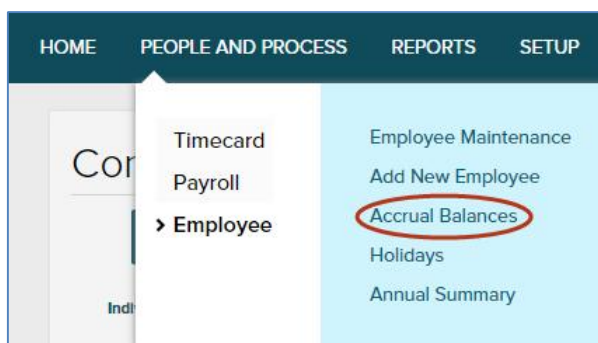 HOME PEOPLE AND PROCESS REPORTS SETUP
Timecard
Payroll
> Employee
Employee Maintenance
Add New Employee
Accrual Balances
Holidays
Annual Summary